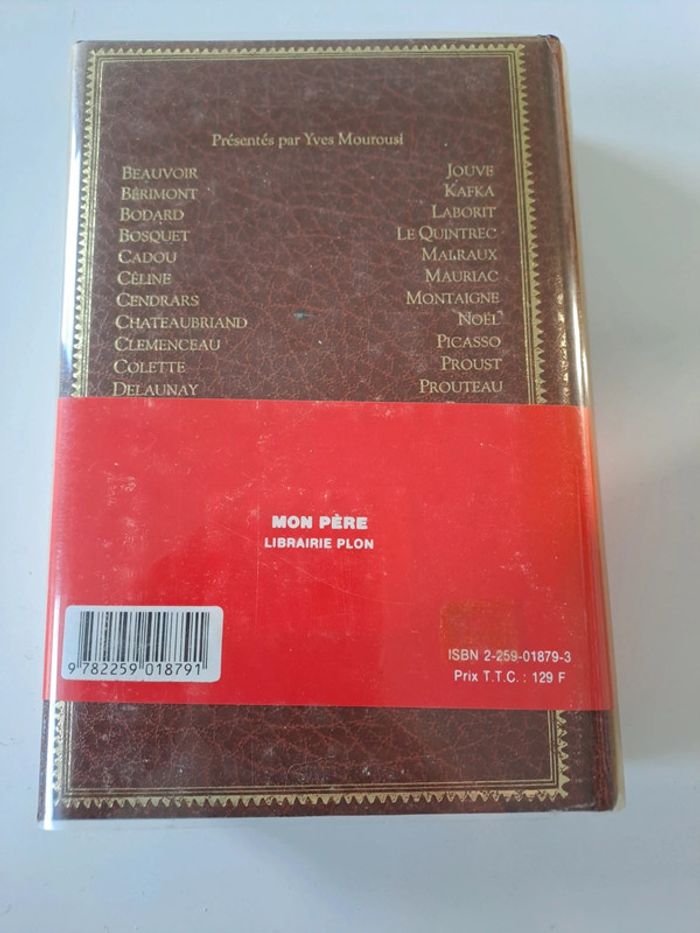 Présentés par Yves Mourousi
BEAUVOIR
BÉRIMONT
BODARD
BOSQUET
CADOU
CÉLINE
CENDRARS
CHATEAUBRIAND
CLEMENCEAU
COLETTE
DELAUNAY
JOUVE
KAFKA
LABORIT
LE QUINTREC
MALRAUX
MAURIAC
MONTAIGNE
NOËL
PICASSO
PROUST
PROUTEAU
MON PÈRE
LIBRAIRIE PLON
9 782259 018791
ISBN 2-259-01879-3
Prix T.T.C. : 129 F